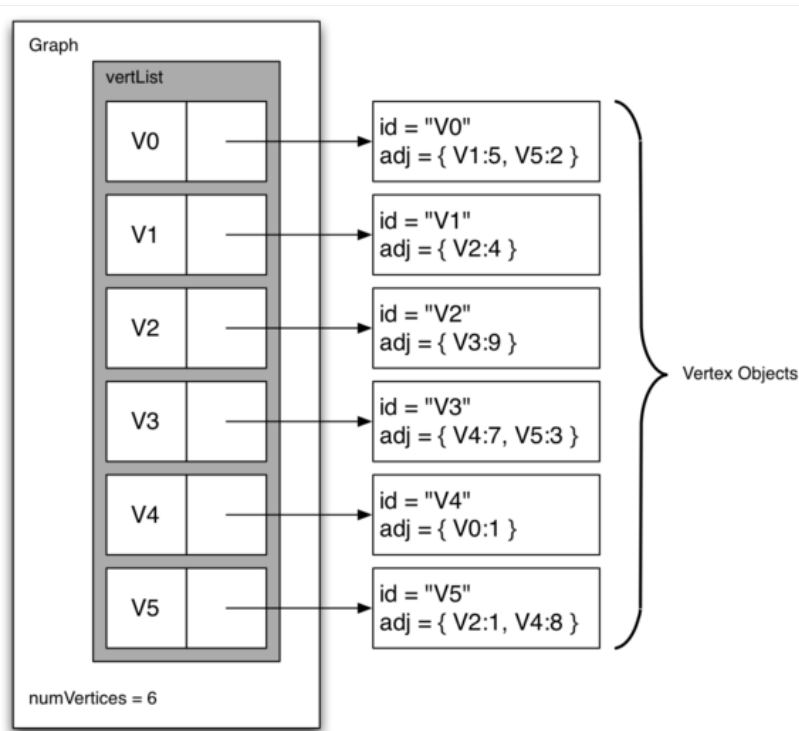 Graph
vertList
V0
id = "V0"
adj = { V1:5, V5:2 }
V1
id = "V1"
adj = { V2:4 }
V2
id = "V2"
adj = { V3:9 }
V3
id = "V3"
adj = { V4:7, V5:3 }
V4
id = "V4"
adj = { V0:1 }
V5
id = "V5"
adj = { V2:1, V4:8 }
Vertex Objects
numVertices = 6